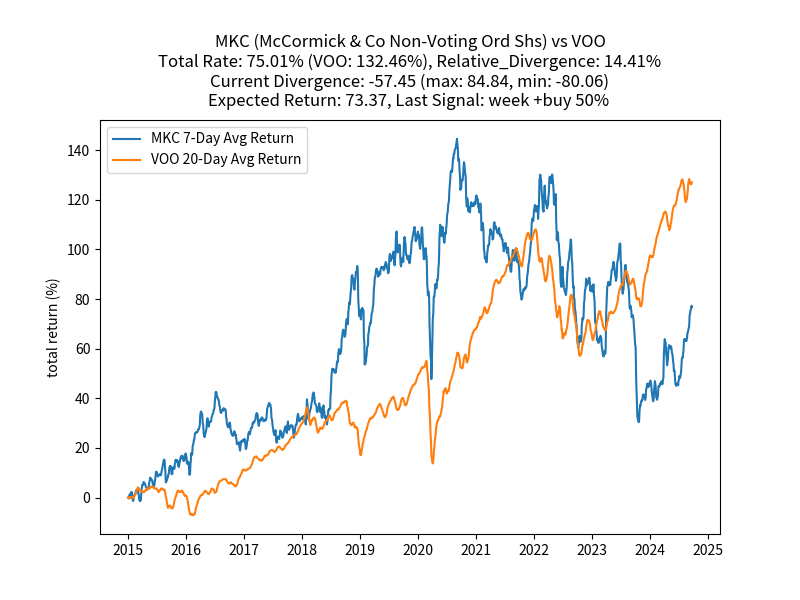 MKC (McCormick & Co Non-Voting Ord Shs) vs VOO
Total Rate: 75.01% (VOO: 132.46%), Relative_Divergence: 14.41%
Current Divergence: -57.45 (max: 84.84, min: -80.06)
Expected Return: 73.37, Last Signal: week +buy 50%
MKC 7-Day Avg Return
VOO 20-Day Avg Return
total return (%)
140
120
100
80
60
40
20
0
2015 2016 2017 2018 2019 2020 2021 2022 2023 2024 2025